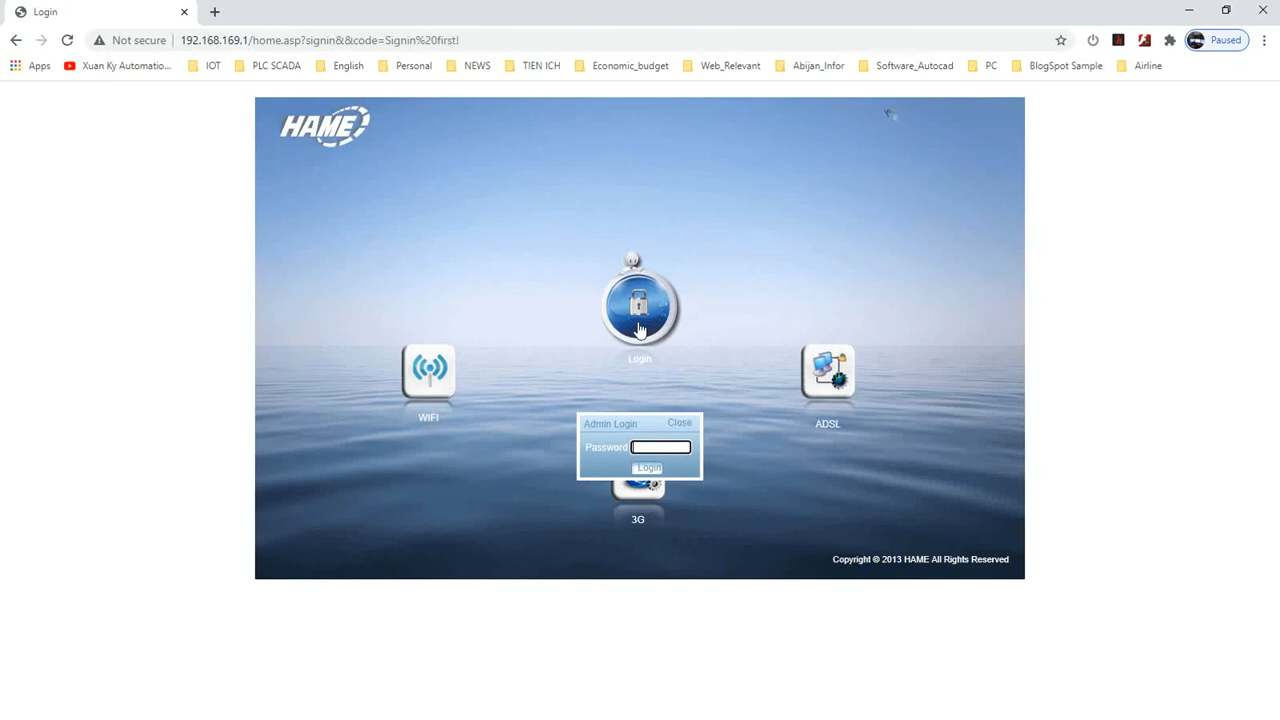 Login
Not secure 192.168.169.1/home.asp?signin&&code=Signin%20first! Paused
Apps Xuan Ky Automatio... IOT PLC SCADA English Personal NEWS TIEN ICH Economic_budget Web_Relevant Abijan_Infor Software_Autocad PC BlogSpot Sample Airline
HAME
Login
WIFI
ADSL
Admin Login Close
Password
Login
3G
Copyright © 2013 HAME All Rights Reserved